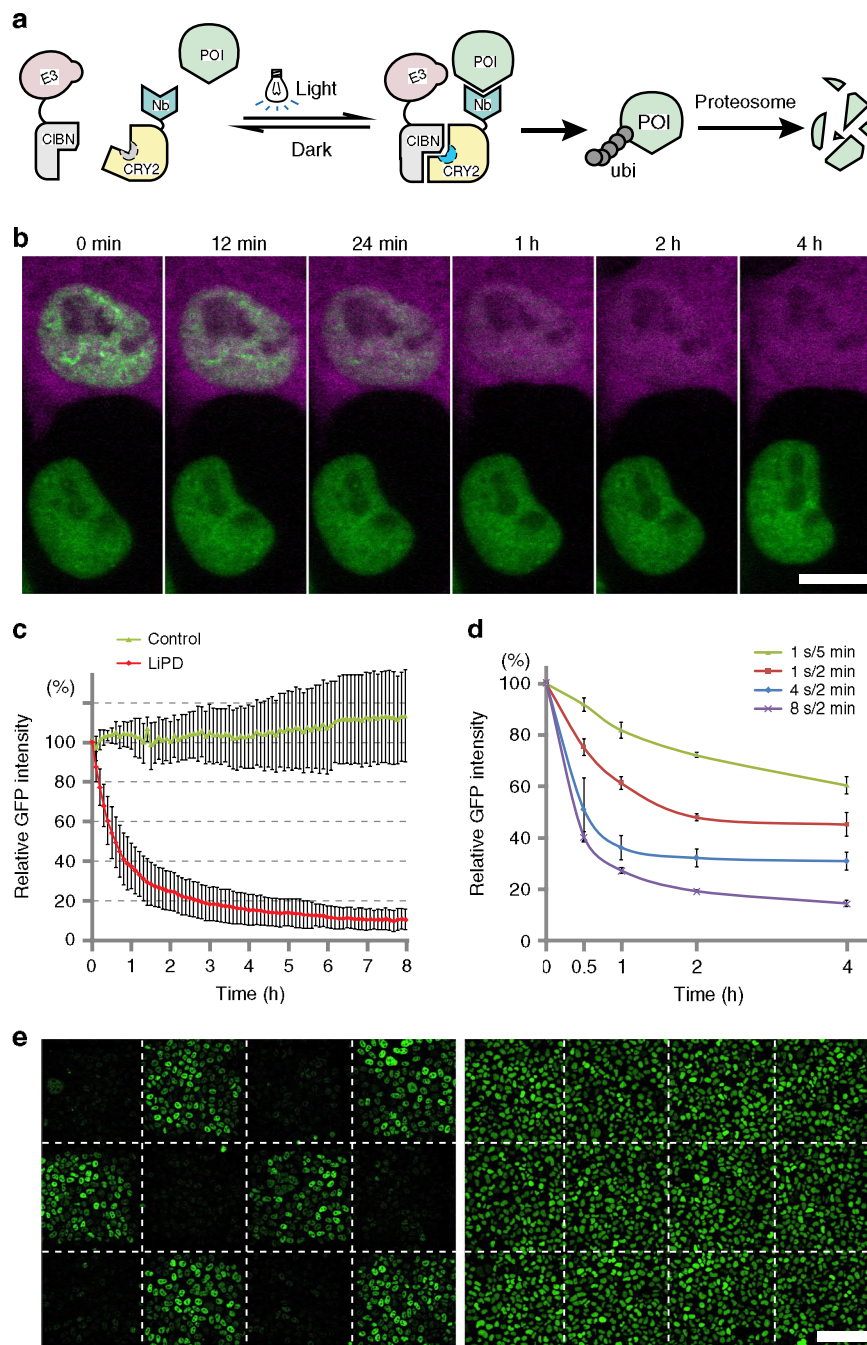 a
E3
CIBN
POI
Nb
CRY2
Light
Dark
E3
POI
Nb
CIBN
CRY2
POI
ubi
Proteosome
b
0 min 12 min 24 min 1 h 2 h 4 h
c
Control
LiPD
(%)
100
80
60
40
20
0
Relative GFP intensity
0 1 2 3 4 5 6 7 8
Time (h)
d
1 s/5 min
1 s/2 min
4 s/2 min
8 s/2 min
(%)
100
80
60
40
20
0
Relative GFP intensity
0 0.5 1 2 4
Time (h)
e